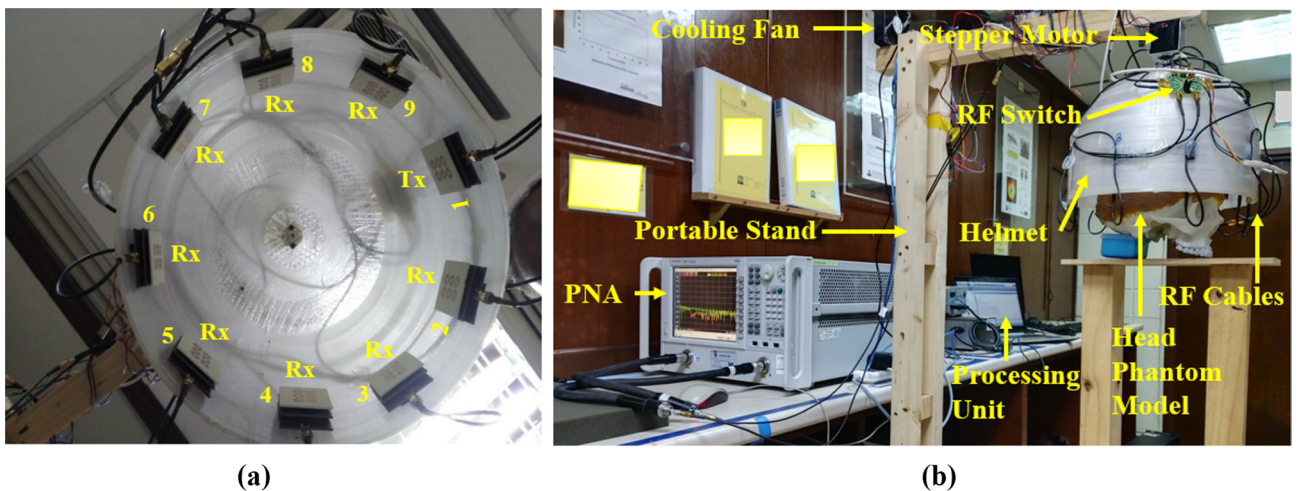 8
Rx
9
Rx
7
Rx
Tx
1
6
Rx
Rx
2
5
Rx
Rx
3
Rx
4
(a)
Cooling Fan
Stepper Motor
RF Switch
Portable Stand
Helmet
PNA
RF Cables
Processing
Unit
Head
Phantom
Model
(b)